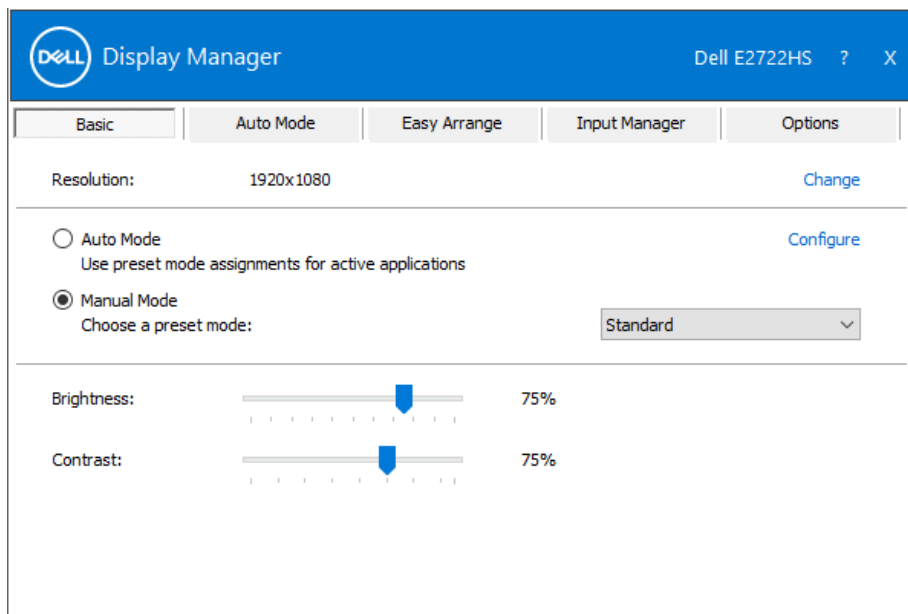 DELL Display Manager Dell E2722HS ? X
Basic Auto Mode Easy Arrange Input Manager Options
Resolution: 1920x1080 Change
Auto Mode Configure
Use preset mode assignments for active applications
Manual Mode
Choose a preset mode: Standard
Brightness: 75%
Contrast: 75%